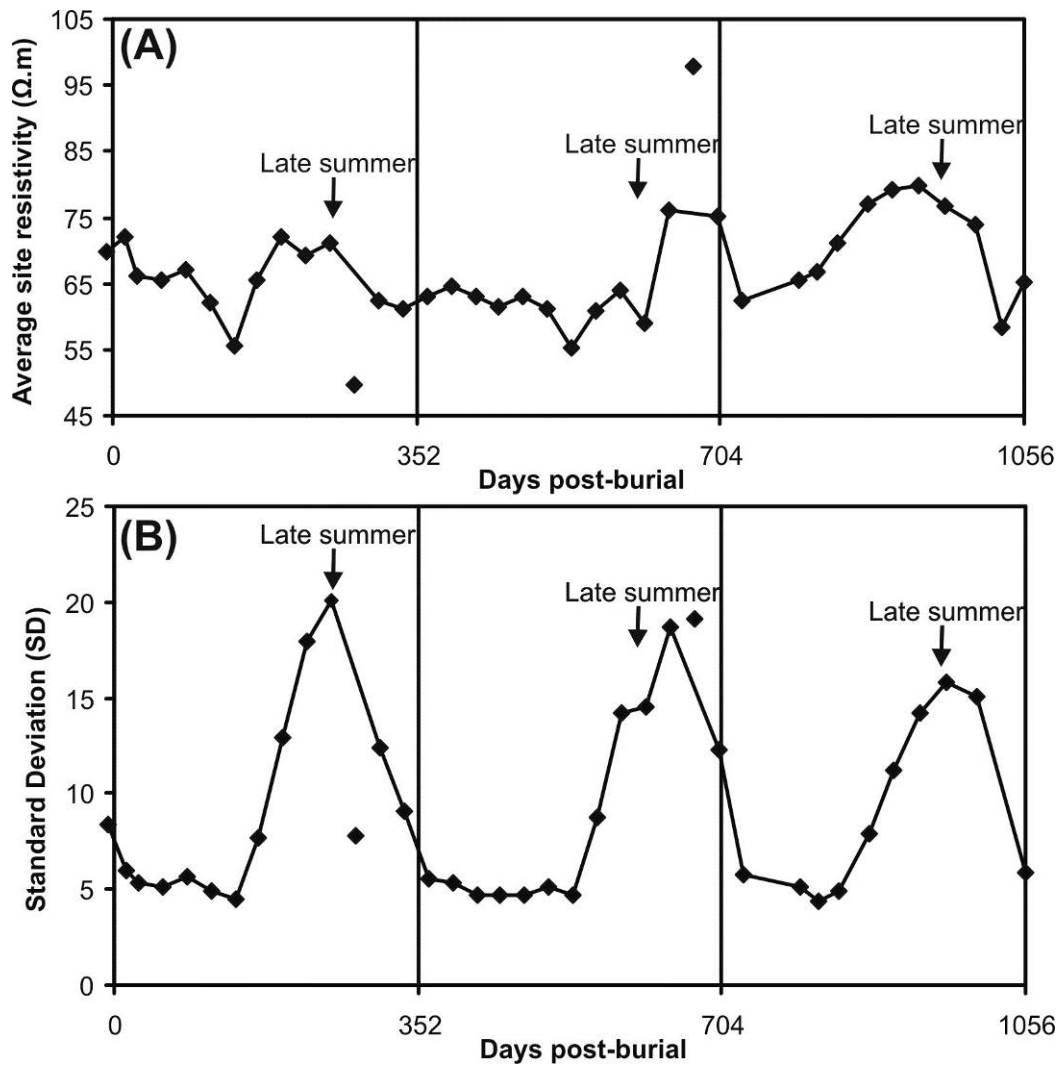 (A)
Average site resistivity (Ω.m)
105
95
85
75
65
55
45
Late summer
Late summer
Late summer
0
352
704
1056
Days post-burial
(B)
Standard Deviation (SD)
25
20
15
10
5
0
Late summer
Late summer
Late summer
0
352
704
1056
Days post-burial